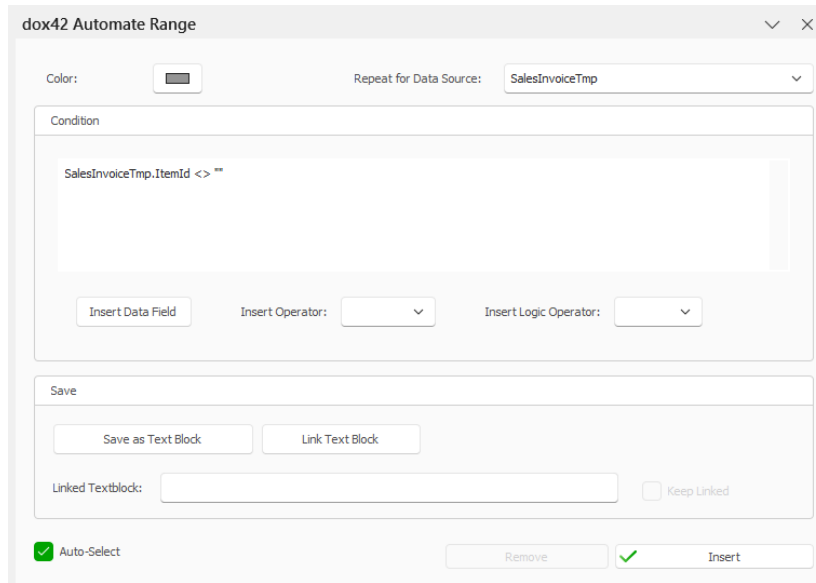 dox42 Automate Range
Color: Repeat for Data Source: SalesInvoiceTmp
Condition
SalesInvoiceTmp.ItemId <> ""
Insert Data Field Insert Operator: Insert Logic Operator:
Save
Save as Text Block Link Text Block
Linked Textblock: Keep Linked
Auto-Select Remove Insert